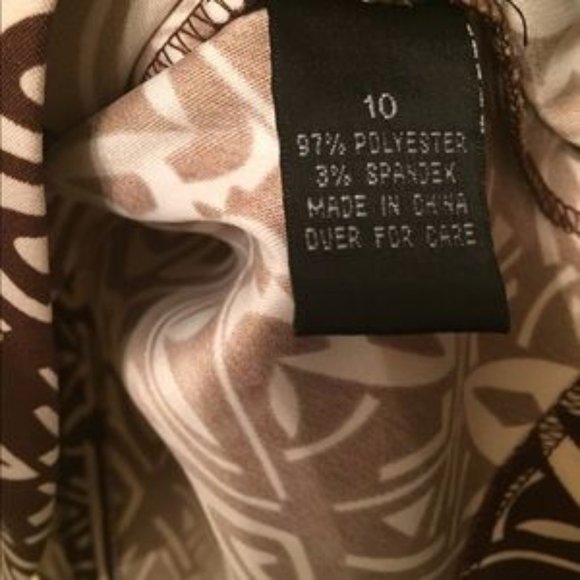 10
97% POLYESTER
3% SPANDEX
MADE IN CHINA
OVER FOR CARE